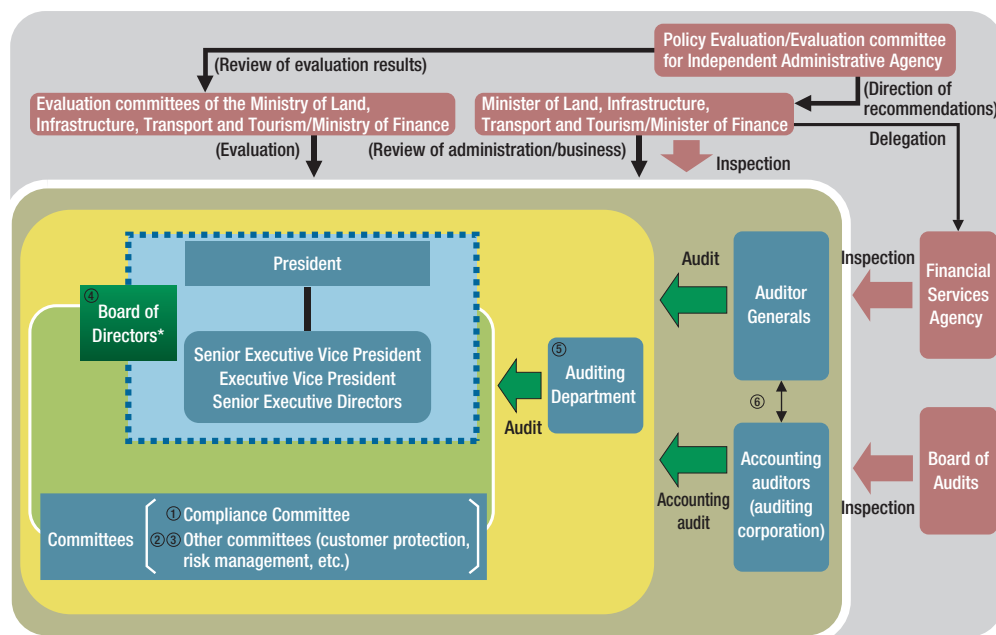 Policy Evaluation/Evaluation committee
for Independent Administrative Agency
(Review of evaluation results)
(Direction of
recommendations)
Evaluation committees of the Ministry of Land,
Infrastructure, Transport and Tourism/Ministry of Finance
Minister of Land, Infrastructure,
Transport and Tourism/Minister of Finance
Delegation
(Evaluation)
(Review of administration/business)
Inspection
President
④
Board of
Directors*
Senior Executive Vice President
Executive Vice President
Senior Executive Directors
Audit
⑤
Auditing
Department
Audit
Auditor
Generals
Inspection
Financial
Services
Agency
⑥
Accounting
audit
Accounting
auditors
(auditing
corporation)
Inspection
Board of
Audits
Committees
① Compliance Committee
②③ Other committees (customer protection,
risk management, etc.)